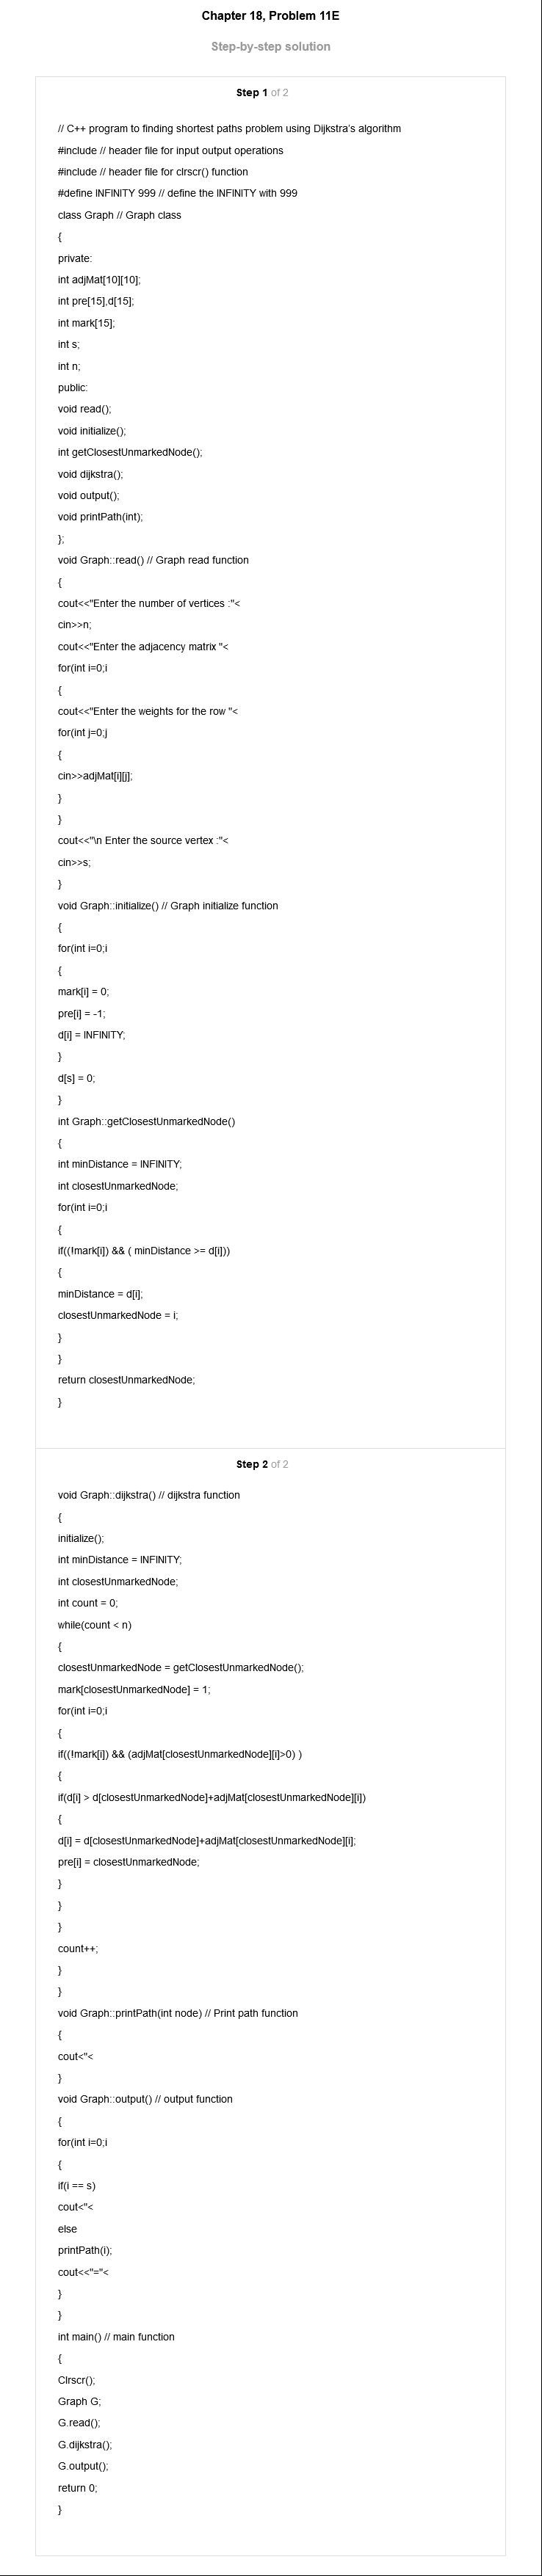 Chapter 18, Problem 11E
Step-by-step solution
Step 1 of 2
// C++ program to finding shortest paths problem using Dijkstra's algorithm
#include // header file for input output operations
#include // header file for clrscr() function
#define INFINITY 999 // define the INFINITY with 999
class Graph // Graph class
{
private:
int adjMat[10][10];
int pre[15],d[15];
int mark[15];
int s;
int n;
public:
void read();
void initialize();
int getClosestUnmarkedNode();
void dijkstra();
void output();
void printPath(int);
};
void Graph::read() // Graph read function
{
cout<<"Enter the number of vertices :"<
cin>>n;
cout<<"Enter the adjacency matrix "<
for(int i=0;i
{
cout<<"Enter the weights for the row "<
for(int j=0;j
{
cin>>adjMat[i][j];
}
}
cout<<"\n Enter the source vertex :"<
cin>>s;
}
void Graph::initialize() // Graph initialize function
{
for(int i=0;i
{
mark[i] = 0;
pre[i] = -1;
d[i] = INFINITY;
}
d[s] = 0;
}
int Graph::getClosestUnmarkedNode()
{
int minDistance = INFINITY;
int closestUnmarkedNode;
for(int i=0;i
{
if((!mark[i]) && ( minDistance >= d[i]))
{
minDistance = d[i];
closestUnmarkedNode = i;
}
}
return closestUnmarkedNode;
}
Step 2 of 2
void Graph::dijkstra() // dijkstra function
{
initialize();
int minDistance = INFINITY;
int closestUnmarkedNode;
int count = 0;
while(count < n)
{
closestUnmarkedNode = getClosestUnmarkedNode();
mark[closestUnmarkedNode] = 1;
for(int i=0;i
{
if((!mark[i]) && (adjMat[closestUnmarkedNode][i]>0) )
{
if(d[i] > d[closestUnmarkedNode]+adjMat[closestUnmarkedNode][i])
{
d[i] = d[closestUnmarkedNode]+adjMat[closestUnmarkedNode][i];
pre[i] = closestUnmarkedNode;
}
}
}
count++;
}
}
void Graph::printPath(int node) // Print path function
{
cout<"<
}
void Graph::output() // output function
{
for(int i=0;i
{
if(i == s)
cout<"<
else
printPath(i);
cout<<"="<
}
}
int main() // main function
{
Clrscr();
Graph G;
G.read();
G.dijkstra();
G.output();
return 0;
}